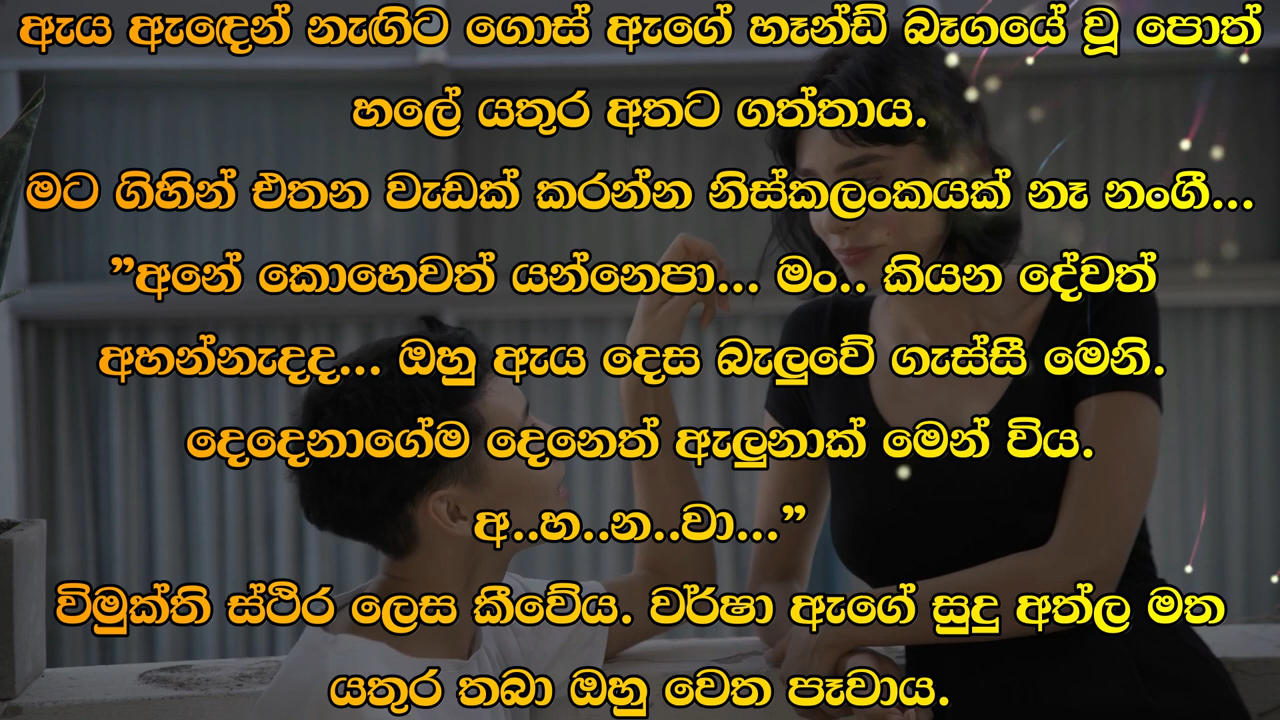 ඇය ඇඳෙන් නැඟිට ගොස් ඇගේ හෑන්ඩ් බෑගයේ වූ පොත්
හලේ යතුර අතට ගත්තාය.
මට ගිහින් එතන වැඩක් කරන්න නිස්කලංකයක් නෑ නංගී...
”අනේ කොහෙවත් යන්නෙපා... මං.. කියන දේවත්
අහන්නැදද... ඔහු ඇය දෙස බැලුවේ ගැස්සී මෙනි.
දෙදෙනාගේම දෙනෙත් ඇලුනාක් මෙන් විය.
අ..හ..න..වා...”
විමුක්ති ස්ථිර ලෙස කීවේය. වර්ෂා ඇගේ සුදු අත්ල මත
යතුර තබා ඔහු වෙත පෑවාය.